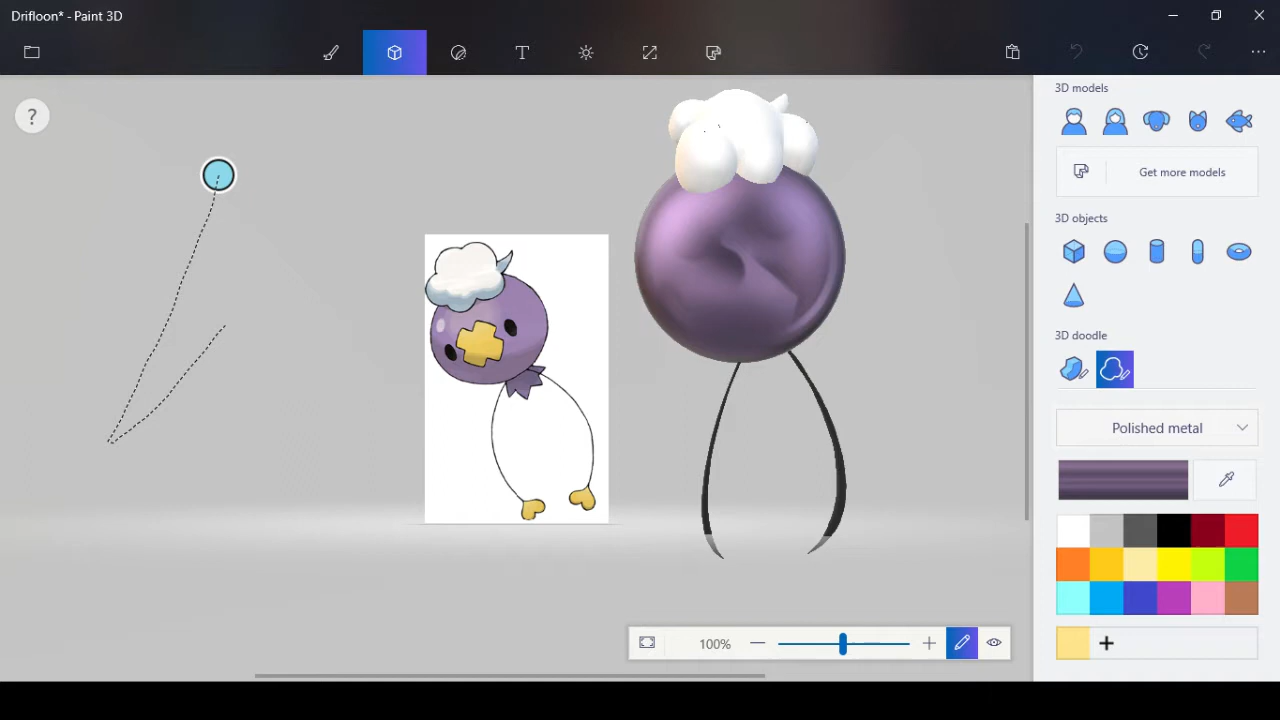 Drifloon* - Paint 3D
?
3D models
Get more models
3D objects
3D doodle
Polished metal
100%